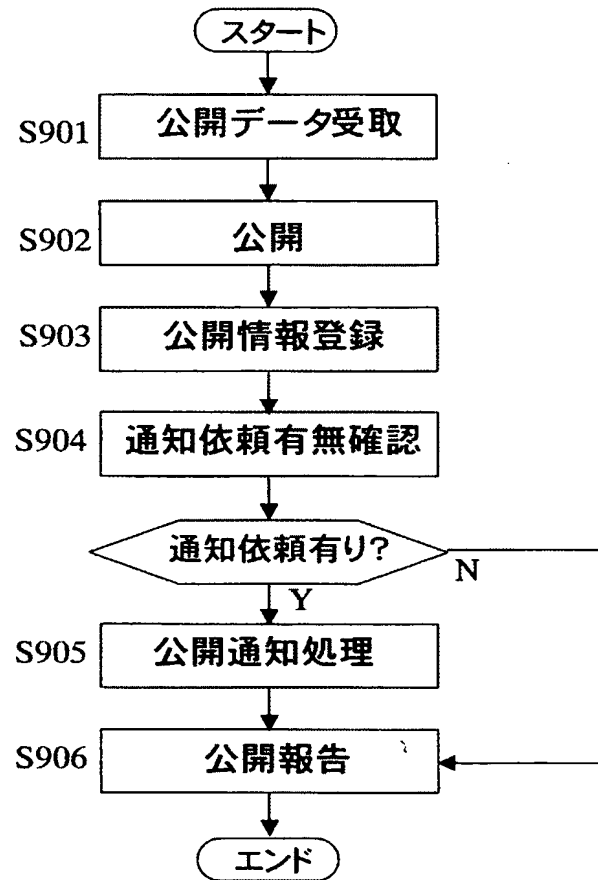 スタート
S901 公開データ受取
S902 公開
S903 公開情報登録
S904 通知依頼有無確認
通知依頼有り?
N
Y
S905 公開通知処理
S906 公開報告
エンド